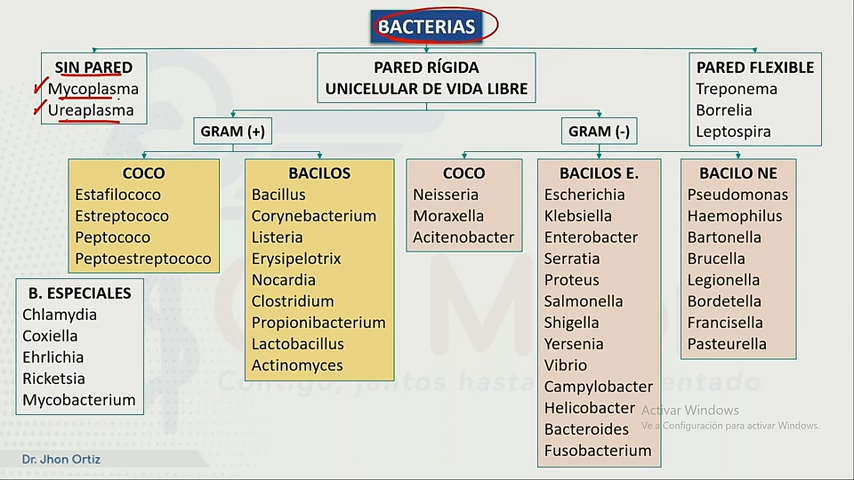 BACTERIAS
SIN PARED
Mycoplasma
Ureaplasma
PARED RÍGIDA
UNICELULAR DE VIDA LIBRE
PARED FLEXIBLE
Treponema
Borrelia
Leptospira
GRAM (+)
GRAM (-)
COCO
Estafilococo
Estreptococo
Peptococo
Peptoestreptococo
BACILOS
Bacillus
Corynebacterium
Listeria
Erysipelotrix
Nocardia
Clostridium
Propionibacterium
Lactobacillus
Actinomyces
COCO
Neisseria
Moraxella
Acitenobacter
BACILOS E.
Escherichia
Klebsiella
Enterobacter
Serratia
Proteus
Salmonella
Shigella
Yersenia
Vibrio
Campylobacter
Helicobacter
Bacteroides
Fusobacterium
BACILO NE
Pseudomonas
Haemophilus
Bartonella
Brucella
Legionella
Bordetella
Francisella
Pasteurella
B. ESPECIALES
Chlamydia
Coxiella
Ehrlichia
Ricketsia
Mycobacterium
Contigo, juntos hasta
Activar Windows
Ve a Configuración para activar Windows.
Dr. Jhon Ortiz